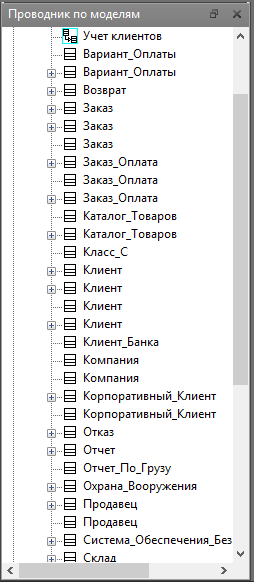 Проводник по моделям
Учет клиентов
Вариант_Оплаты
Вариант_Оплаты
Возврат
Заказ
Заказ
Заказ
Заказ_Оплата
Заказ_Оплата
Заказ_Оплата
Каталог_Товаров
Каталог_Товаров
Класс_С
Клиент
Клиент
Клиент
Клиент
Клиент_Банка
Компания
Компания
Корпоративный_Клиент
Корпоративный_Клиент
Отказ
Отчет
Отчет_По_Грузу
Охрана_Вооружения
Продавец
Продавец
Система_Обеспечения_Без
Склад